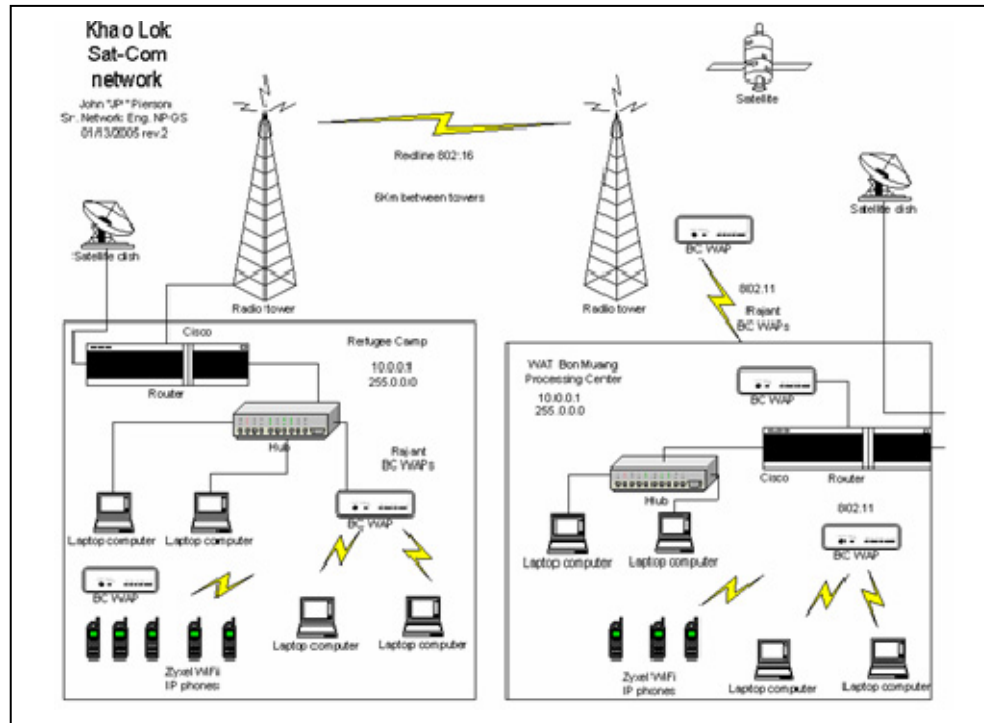 Khao Lok
Sat-Com
network
John "JP" Pierson
Sr. Network Eng. NP-GS
01/13/2005 rev.2
Satellite
Redline 802.16
6Km between towers
Satellite dish
Satellite dish
BC WAP
Radio tower
Radio tower
802.11
Rajant
BC WAPs
Cisco
Router
Refugee Camp
10.0.0.1
255.0.0.0
Hub
Rajant
BC WAPs
BC WAP
Laptop computer
Laptop computer
BC WAP
Laptop computer
Laptop computer
Zyxel WiFi
IP phones
WAT Bon Muang
Processing Center
10.0.0.1
255.0.0.0
BC WAP
Cisco
Router
Hub
802.11
BC WAP
Laptop computer
Laptop computer
Zyxel WiFi
IP phones
Laptop computer
Laptop computer